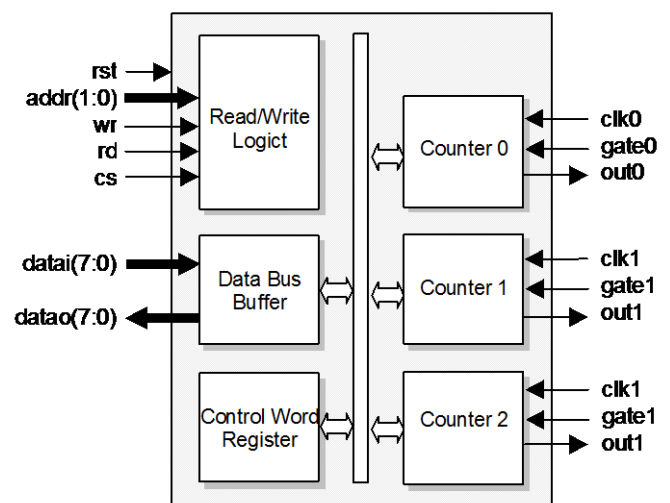 rst
addr(1:0)
wr
rd
cs
Read/Write
Logict
datai(7:0)
datao(7:0)
Data Bus
Buffer
Control Word
Register
Counter 0
clk0
gate0
out0
Counter 1
clk1
gate1
out1
Counter 2
clk1
gate1
out1